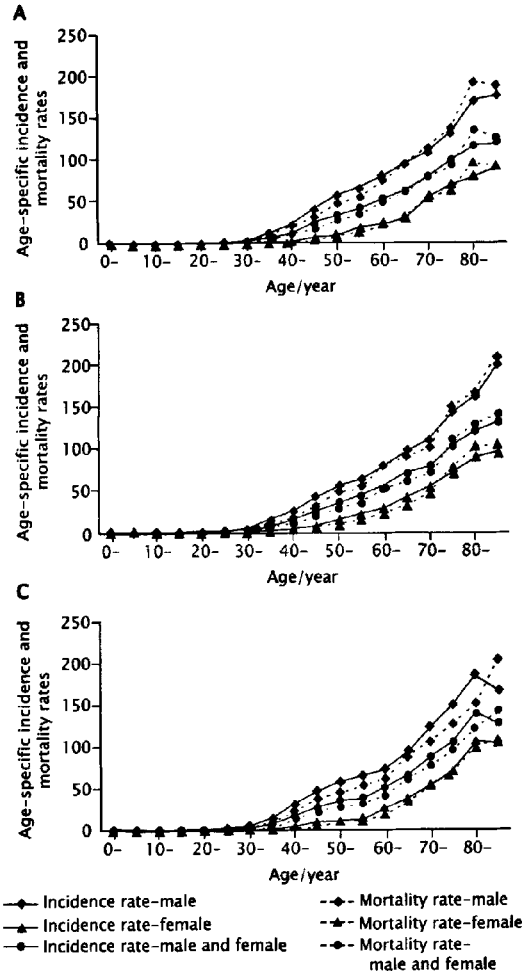 A
Age-specific incidence and
mortality rates
250
200
150
100
50
0
0- 10- 20- 30- 40- 50- 60- 70- 80-
Age/year
B
Age-specific incidence and
mortality rates
250
200
150
100
50
0
0- 10- 20- 30- 40- 50- 60- 70- 80-
Age/year
C
Age-specific incidence and
mortality rates
250
200
150
100
50
0
0- 10- 20- 30- 40- 50- 60- 70- 80-
Age/year
Incidence rate-male
Incidence rate-female
Incidence rate-male and female
Mortality rate-male
Mortality rate-female
Mortality rate-
male and female